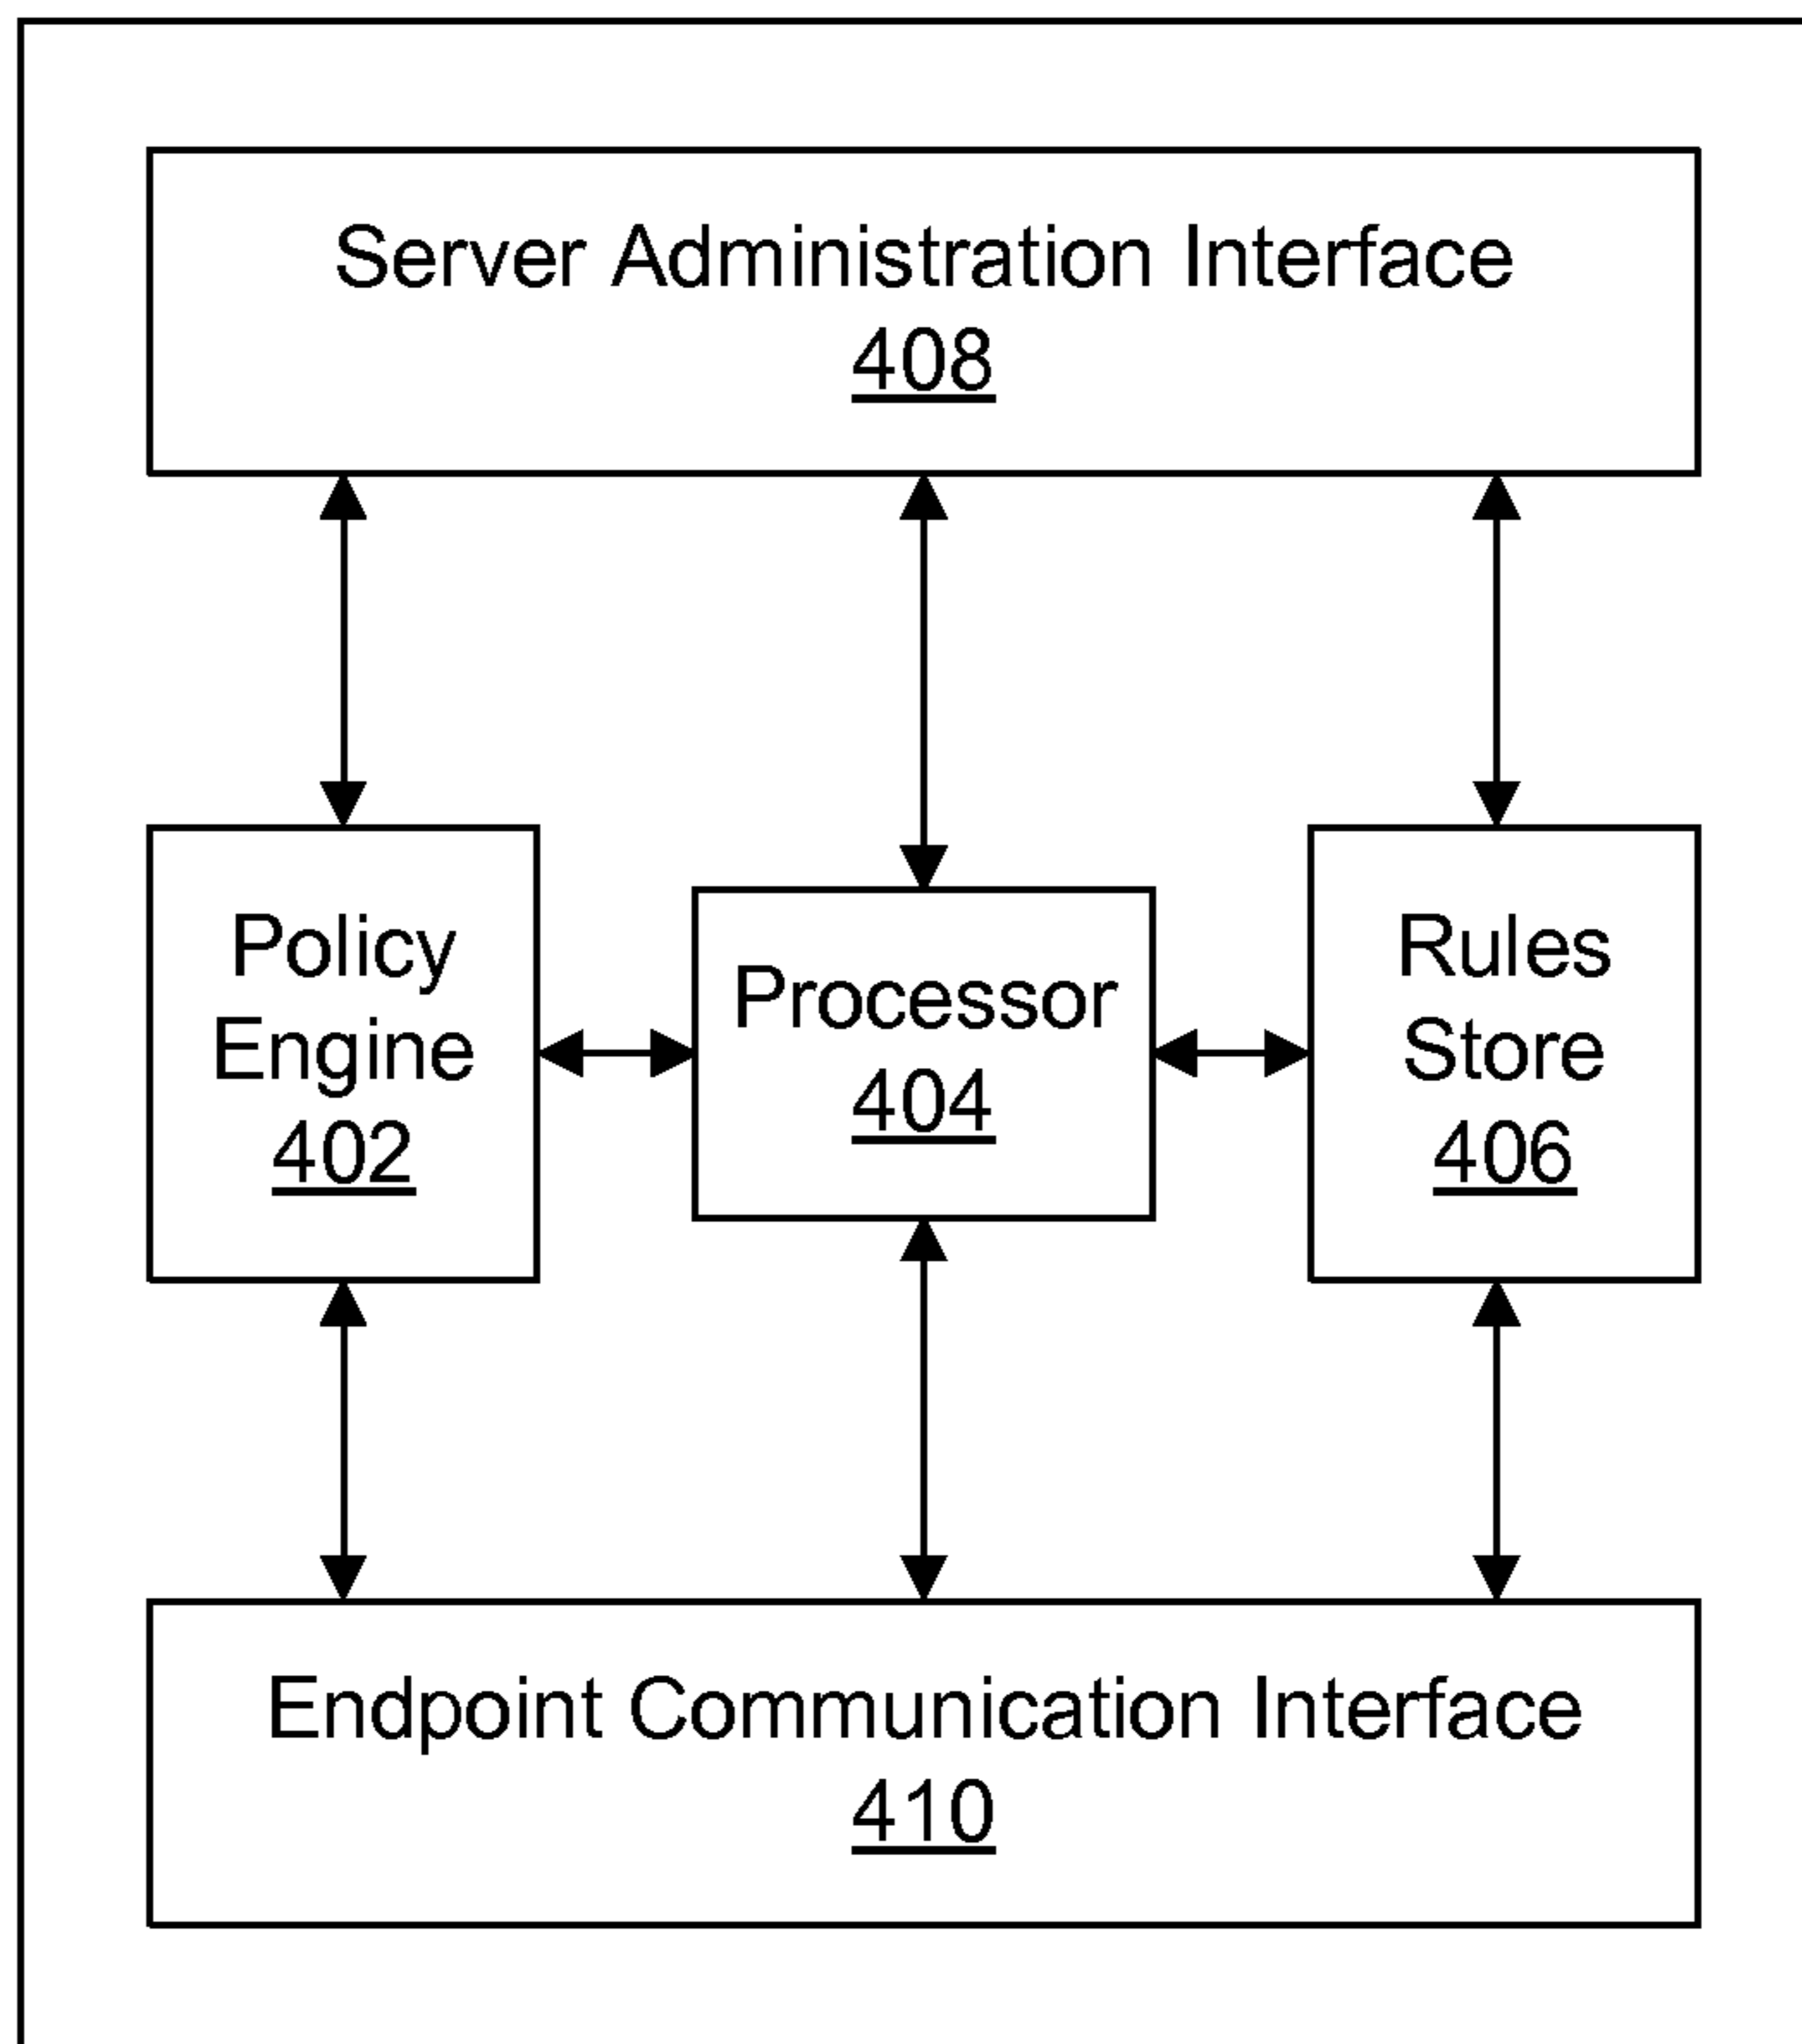 Server Administration Interface
408
Policy
Engine
402
Processor
404
Rules
Store
406
Endpoint Communication Interface
410